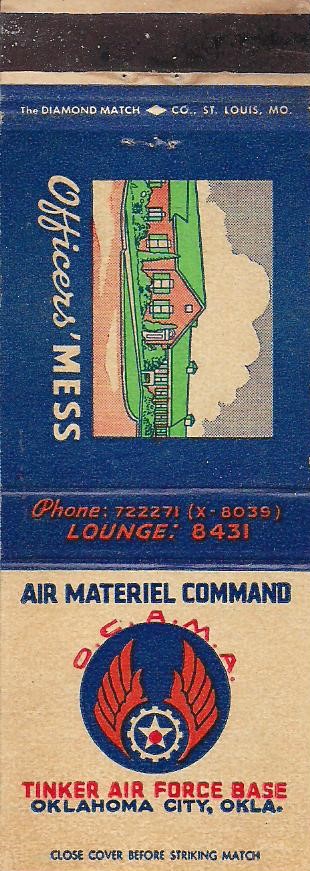 The DIAMOND MATCH CO., ST. LOUIS, MO.
Officers' MESS
Phone: 722271 (X-8039)
LOUNGE: 8431
AIR MATERIEL COMMAND
O.C.A.M.A.
TINKER AIR FORCE BASE
OKLAHOMA CITY, OKLA.
CLOSE COVER BEFORE STRIKING MATCH